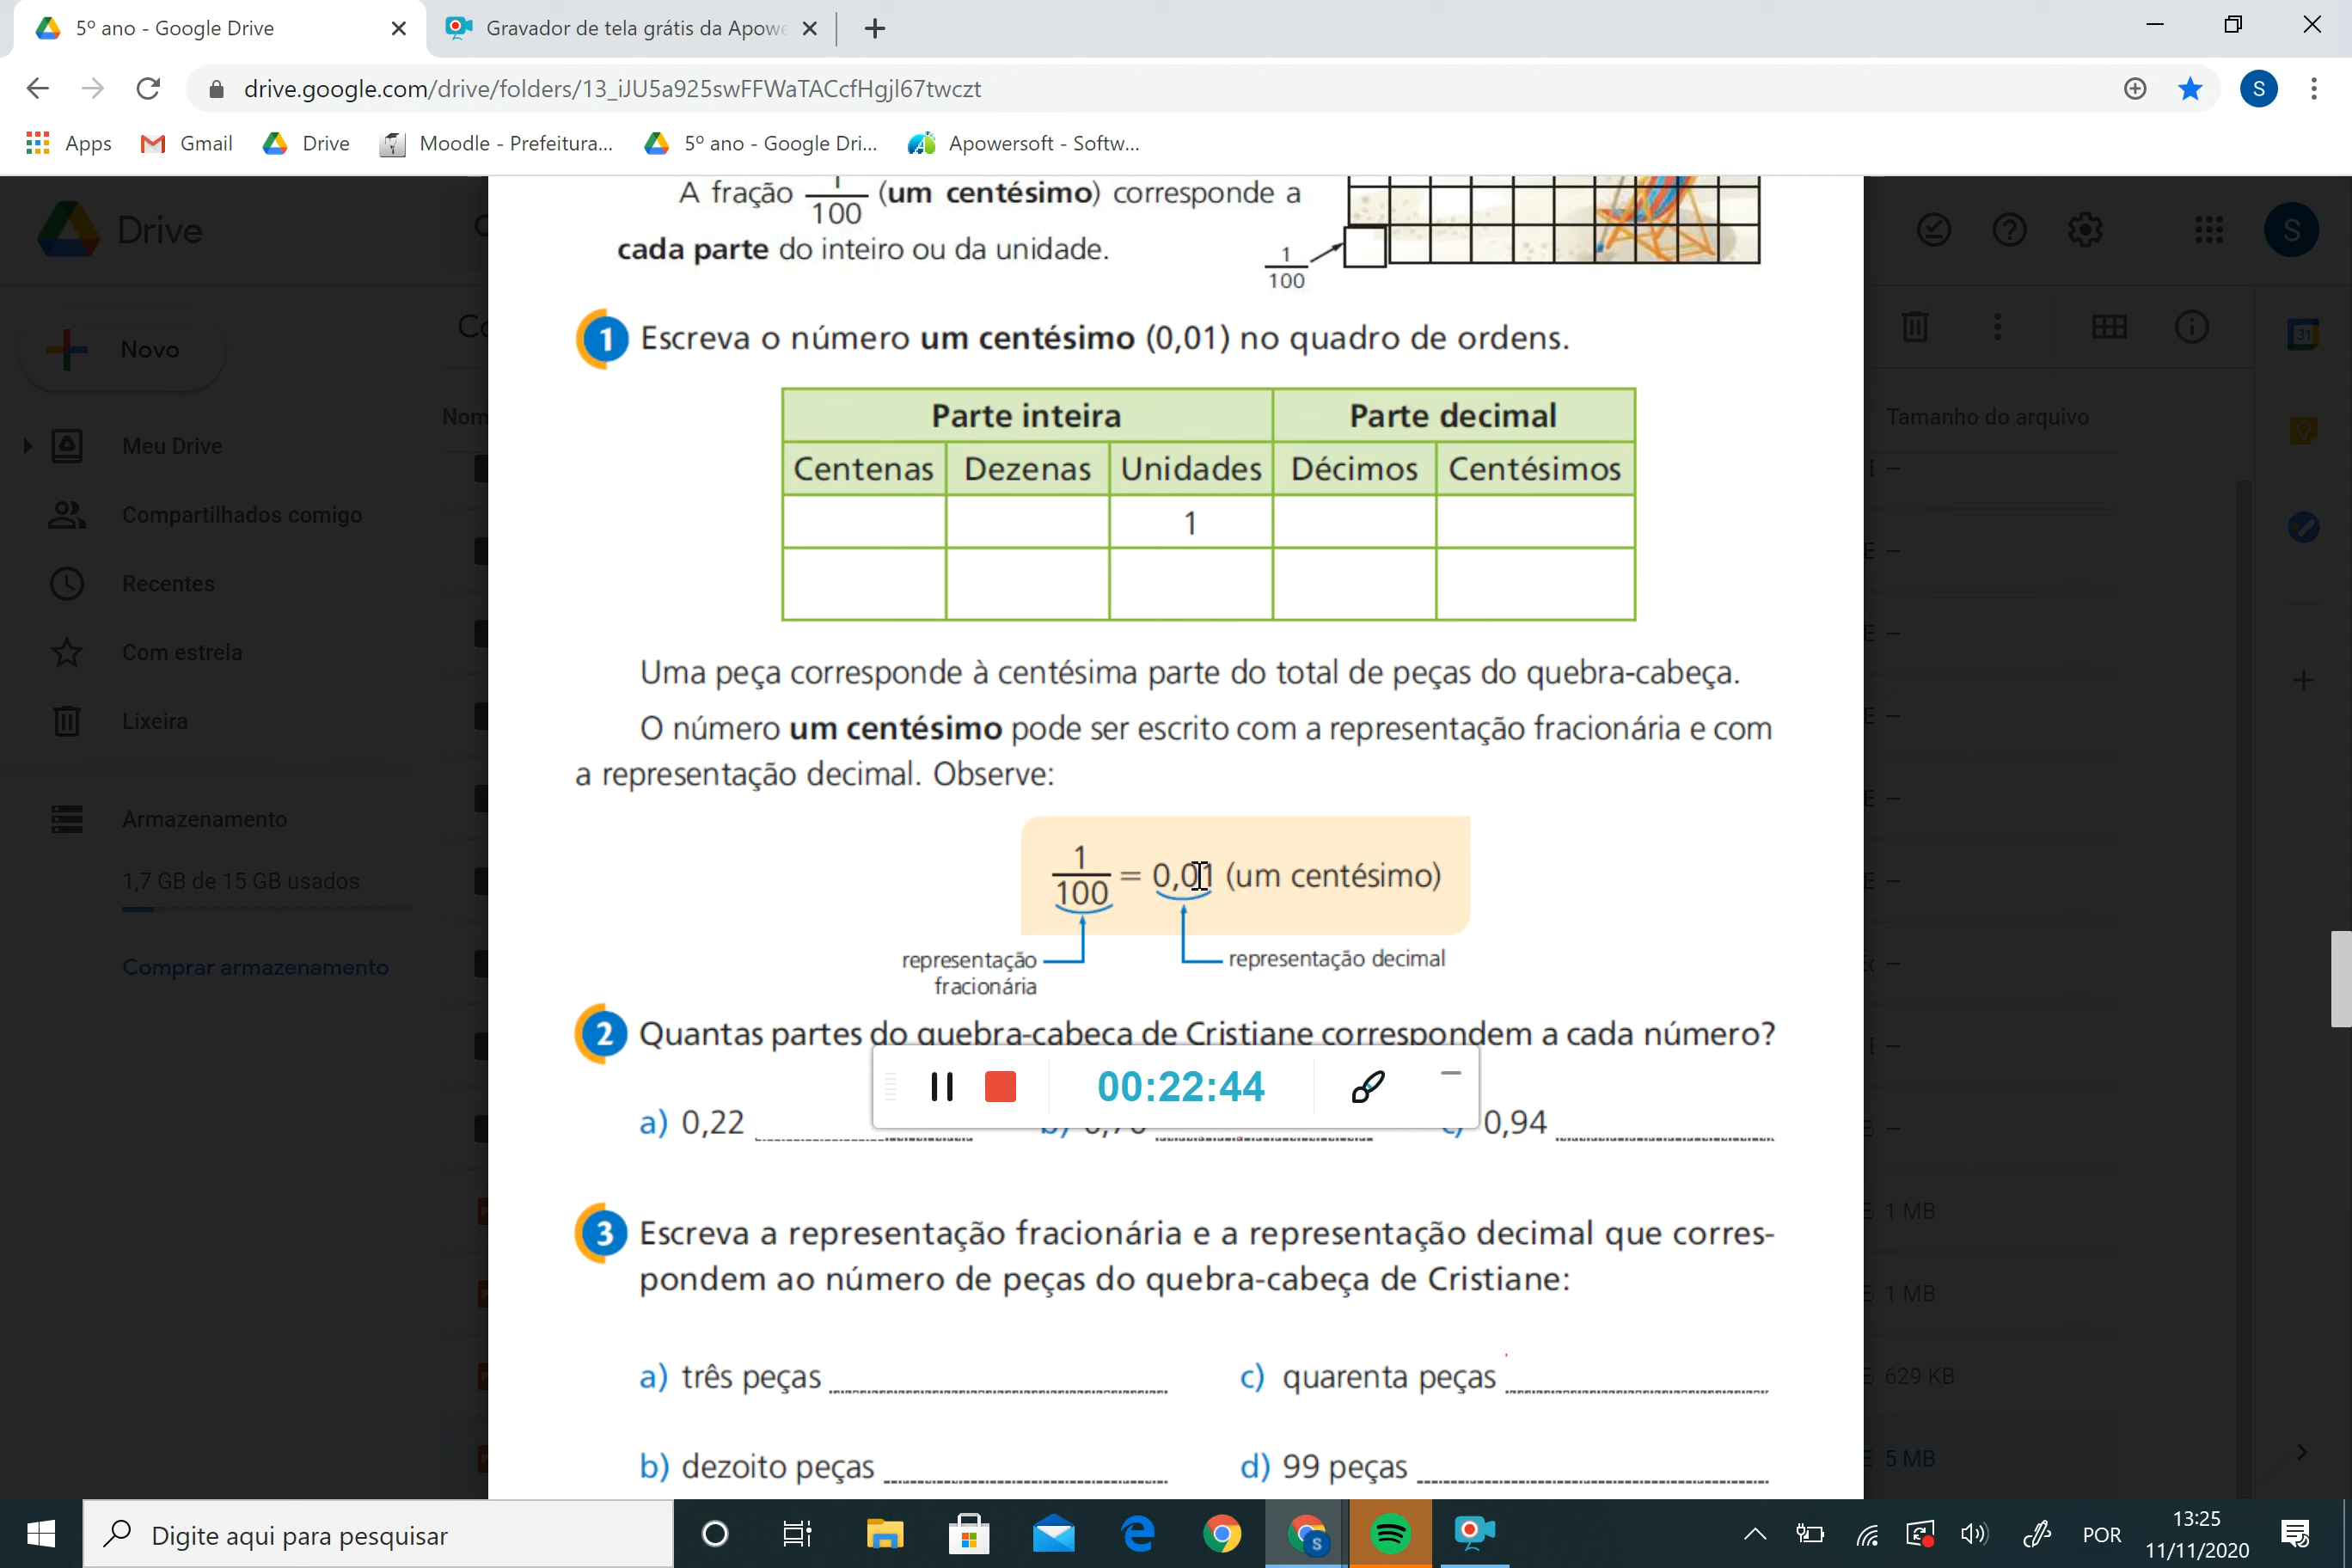 5º ano - Google Drive
Gravador de tela grátis da Apowe
drive.google.com/drive/folders/13_iJU5a925swFFWaTACcfHgjl67twczt
S
Apps
Gmail
Drive
Moodle - Prefeitura...
5º ano - Google Dri...
Apowersoft - Softw...
Drive
S
A fração 1/100 (um centésimo) corresponde a
cada parte do inteiro ou da unidade.
1/100
Novo
31
1 Escreva o número um centésimo (0,01) no quadro de ordens.
Nom
Tamanho do arquivo
Parte inteira Parte decimal
Centenas Dezenas Unidades Décimos Centésimos
1
Meu Drive
Compartilhados comigo
Recentes
Com estrela
Lixeira
Armazenamento
1,7 GB de 15 GB usados
Comprar armazenamento
Uma peça corresponde à centésima parte do total de peças do quebra-cabeça.
O número um centésimo pode ser escrito com a representação fracionária e com
a representação decimal. Observe:
1/100 = 0,01 (um centésimo)
representação
fracionária
representação decimal
2 Quantas partes do quebra-cabeça de Cristiane correspondem a cada número?
00:22:44
a) 0,22
c) 0,94
3 Escreva a representação fracionária e a representação decimal que corres-
pondem ao número de peças do quebra-cabeça de Cristiane:
a) três peças
c) quarenta peças
b) dezoito peças
d) 99 peças
1 MB
1 MB
629 KB
5 MB
Digite aqui para pesquisar
S
POR
13:25
11/11/2020